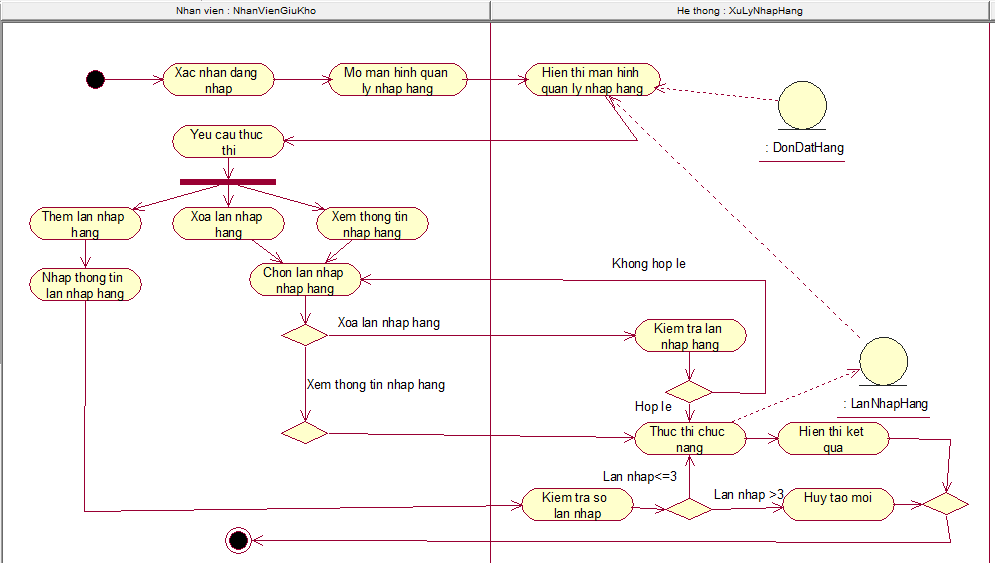 Nhan vien : NhanVienGiuKho
He thong : XuLyNhapHang
Xac nhan dang
nhap
Mo man hinh quan
ly nhap hang
Hien thi man hinh
quan ly nhap hang
: DonDatHang
Yeu cau thuc
thi
Them lan nhap
hang
Xoa lan nhap
hang
Xem thong tin
nhap hang
Nhap thong tin
lan nhap hang
Chon lan nhap
nhap hang
Khong hop le
Xoa lan nhap hang
Kiem tra lan
nhap hang
Xem thong tin nhap hang
Hop le
: LanNhapHang
Thuc thi chuc
nang
Hien thi ket
qua
Lan nhap<=3
Kiem tra so
lan nhap
Lan nhap >3
Huy tao moi